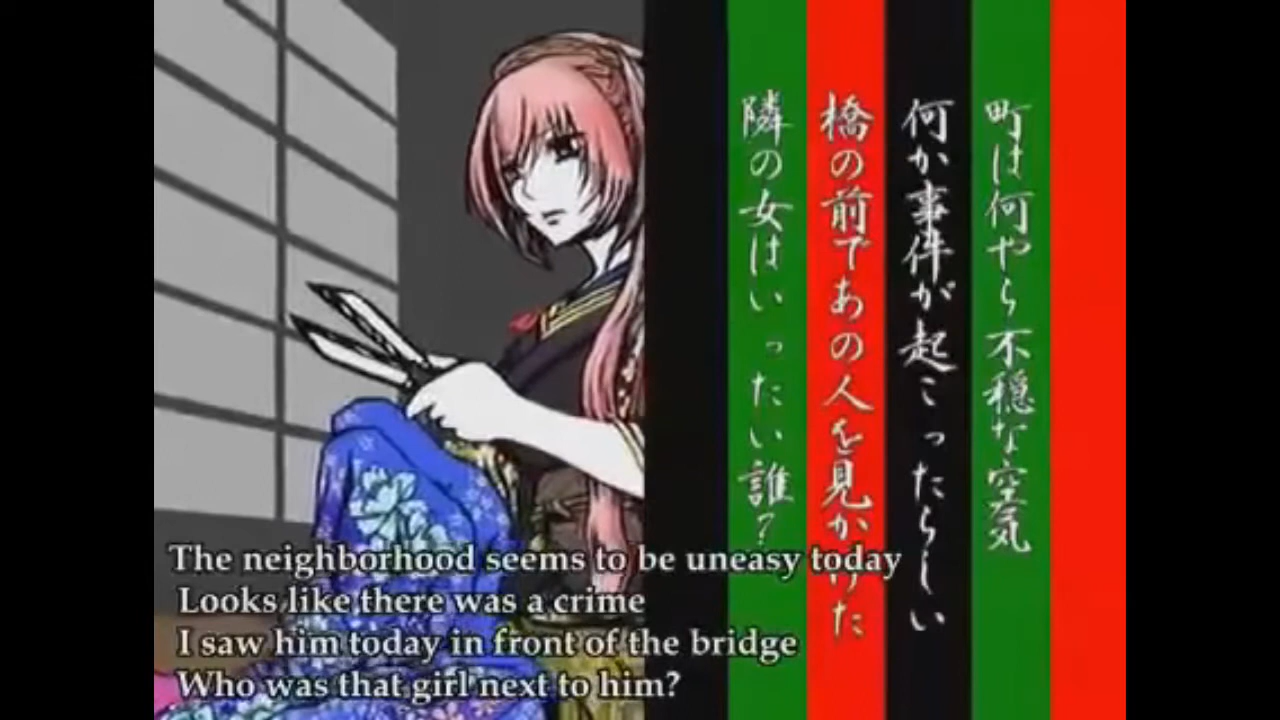 町は何やら不穏な空気
何か事件が起こったらしい
橋の前であの人を見かけた
隣の女はいったい誰？
The neighborhood seems to be uneasy today
Looks like there was a crime
I saw him today in front of the bridge
Who was that girl next to him?